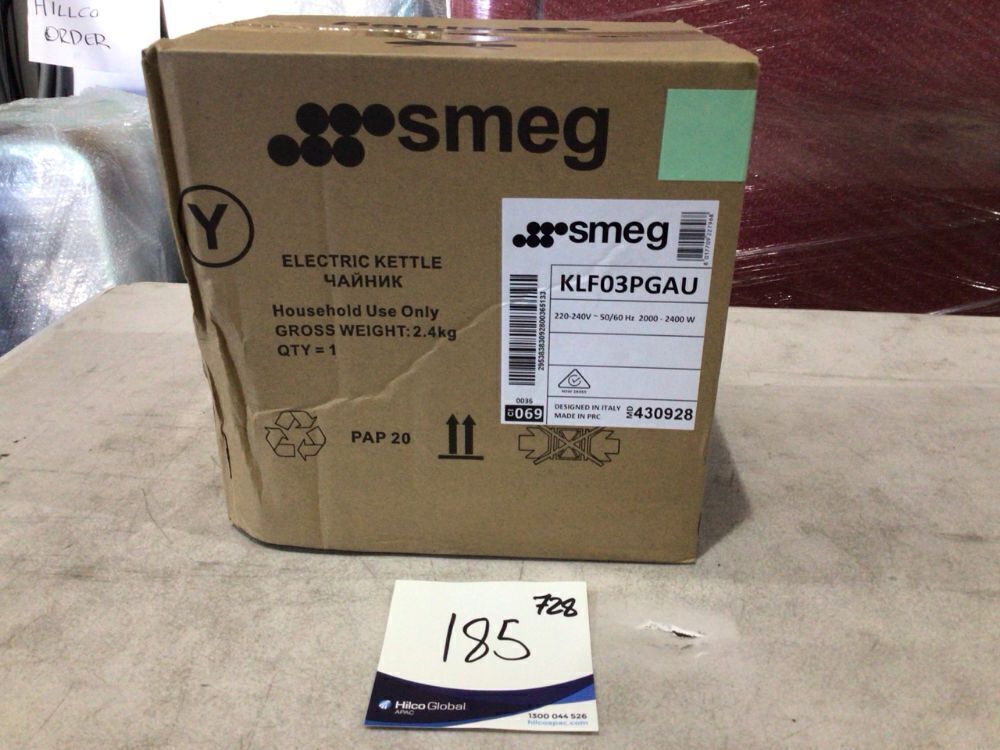 HILLCO
ORDER
smeg
Y
ELECTRIC KETTLE
ЧАЙНИК
Household Use Only
GROSS WEIGHT: 2.4kg
QTY = 1
PAP 20
smeg
KLF03PGAU
220-240V ~ 50/60 Hz 2000 - 2400 W
0036
CI 069
DESIGNED IN ITALY
MADE IN PRC
MD 430928
728
185
Hilco Global
APAC
1300 044 526
hilcoapac.com